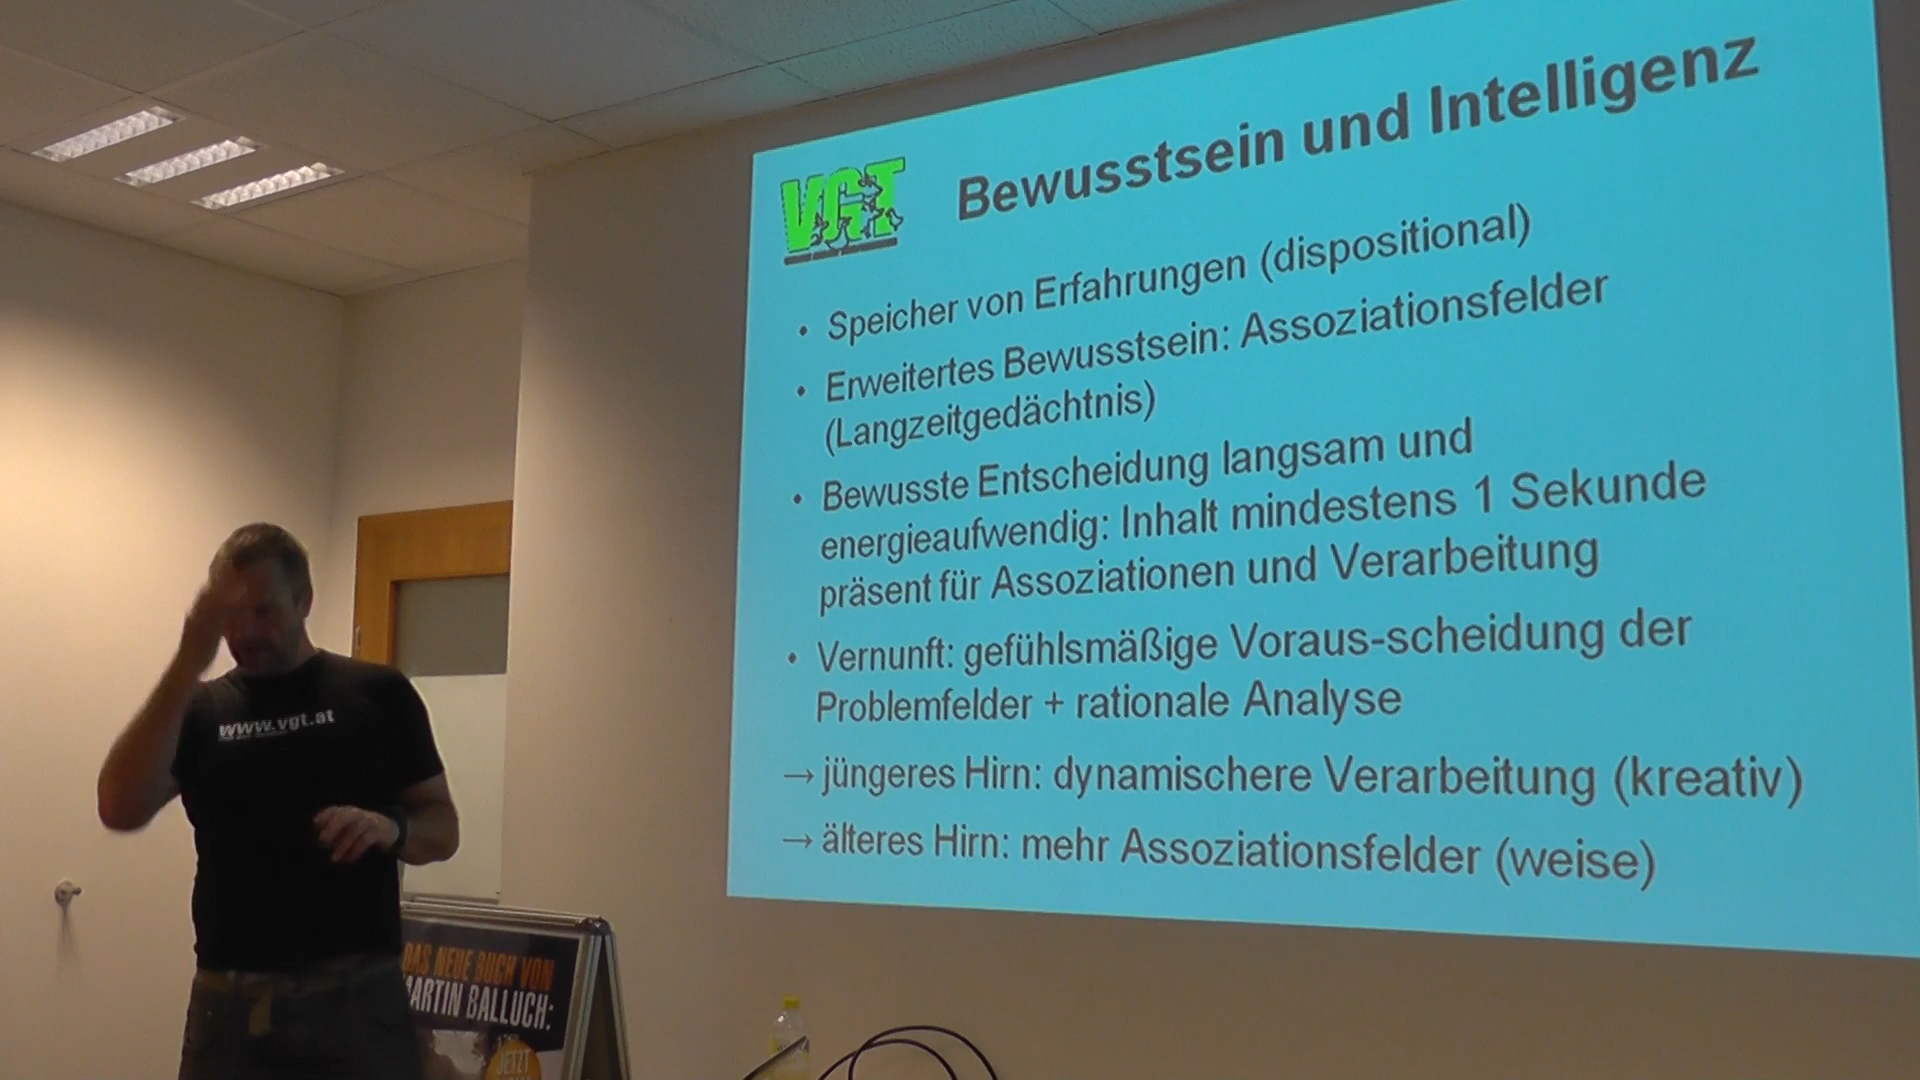 VGT
Bewusstsein und Intelligenz
• Speicher von Erfahrungen (dispositional)
• Erweitertes Bewusstsein: Assoziationsfelder
(Langzeitgedächtnis)
• Bewusste Entscheidung langsam und
energieaufwendig: Inhalt mindestens 1 Sekunde
präsent für Assoziationen und Verarbeitung
• Vernunft: gefühlsmäßige Voraus-scheidung der
Problemfelder + rationale Analyse
→ jüngeres Hirn: dynamischere Verarbeitung (kreativ)
→ älteres Hirn: mehr Assoziationsfelder (weise)
www.vgt.at
DAS NEUE BUCH VON
MARTIN BALLUCH:
JETZT